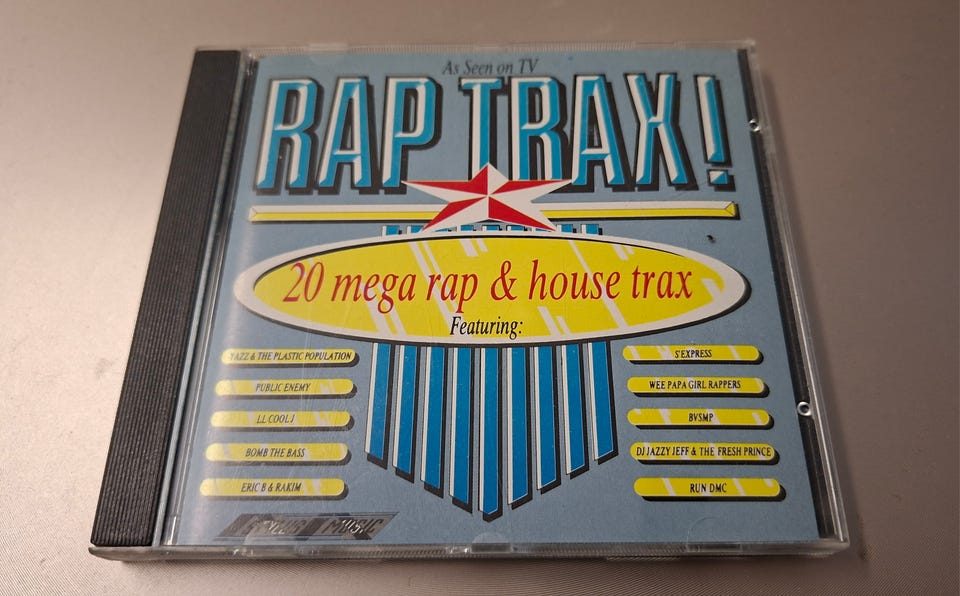 As Seen on TV
RAP TRAX!
20 mega rap & house trax
Featuring:
YAZZ & THE PLASTIC POPULATION
PUBLIC ENEMY
LL COOL J
BOMB THE BASS
ERIC B & RAKIM
S'EXPRESS
WEE PAPA GIRL RAPPERS
BVSMP
DJ JAZZY JEFF & THE FRESH PRINCE
RUN DMC
STYLUS MUSIC